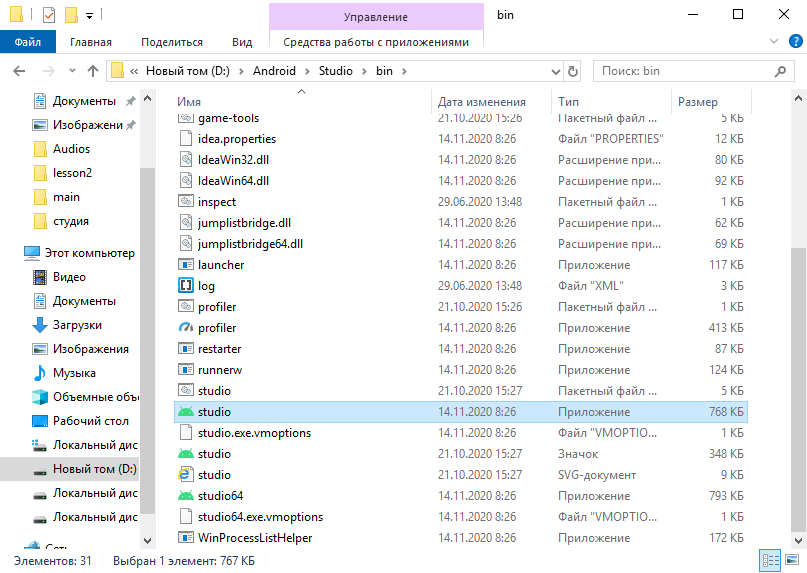 Управление
bin
Файл
Главная
Поделиться
Вид
Средства работы с приложениями
« Новый том (D:) > Android > Studio > bin >
Поиск: bin
Документы
Изображени
Audios
lesson2
main
студия
Этот компьютер
Видео
Документы
Загрузки
Изображения
Музыка
Объемные объ
Рабочий стол
Локальный дис
Новый том (D:)
Локальный дис
Локальный дис
Сеть
Имя Дата изменения Тип Размер
game-tools 21.10.2020 15:26 Пакетный файл ... 5 КБ
idea.properties 14.11.2020 8:26 Файл "PROPERTIES" 12 КБ
IdeaWin32.dll 14.11.2020 8:26 Расширение при... 80 КБ
IdeaWin64.dll 14.11.2020 8:26 Расширение при... 92 КБ
inspect 29.06.2020 13:48 Пакетный файл ... 1 КБ
jumplistbridge.dll 14.11.2020 8:26 Расширение при... 62 КБ
jumplistbridge64.dll 14.11.2020 8:26 Расширение при... 69 КБ
launcher 14.11.2020 8:26 Приложение 117 КБ
log 29.06.2020 13:48 Файл "XML" 3 КБ
profiler 21.10.2020 15:26 Пакетный файл ... 1 КБ
profiler 14.11.2020 8:26 Приложение 413 КБ
restarter 14.11.2020 8:26 Приложение 87 КБ
runnerw 14.11.2020 8:26 Приложение 124 КБ
studio 21.10.2020 15:27 Пакетный файл ... 5 КБ
studio 14.11.2020 8:26 Приложение 768 КБ
studio.exe.vmoptions 14.11.2020 8:26 Файл "VMOPTIO... 1 КБ
studio 21.10.2020 15:27 Значок 348 КБ
studio 21.10.2020 15:27 SVG-документ 9 КБ
studio64 14.11.2020 8:26 Приложение 793 КБ
studio64.exe.vmoptions 14.11.2020 8:26 Файл "VMOPTIO... 1 КБ
WinProcessListHelper 14.11.2020 8:26 Приложение 172 КБ
Элементов: 31 Выбран 1 элемент: 767 КБ